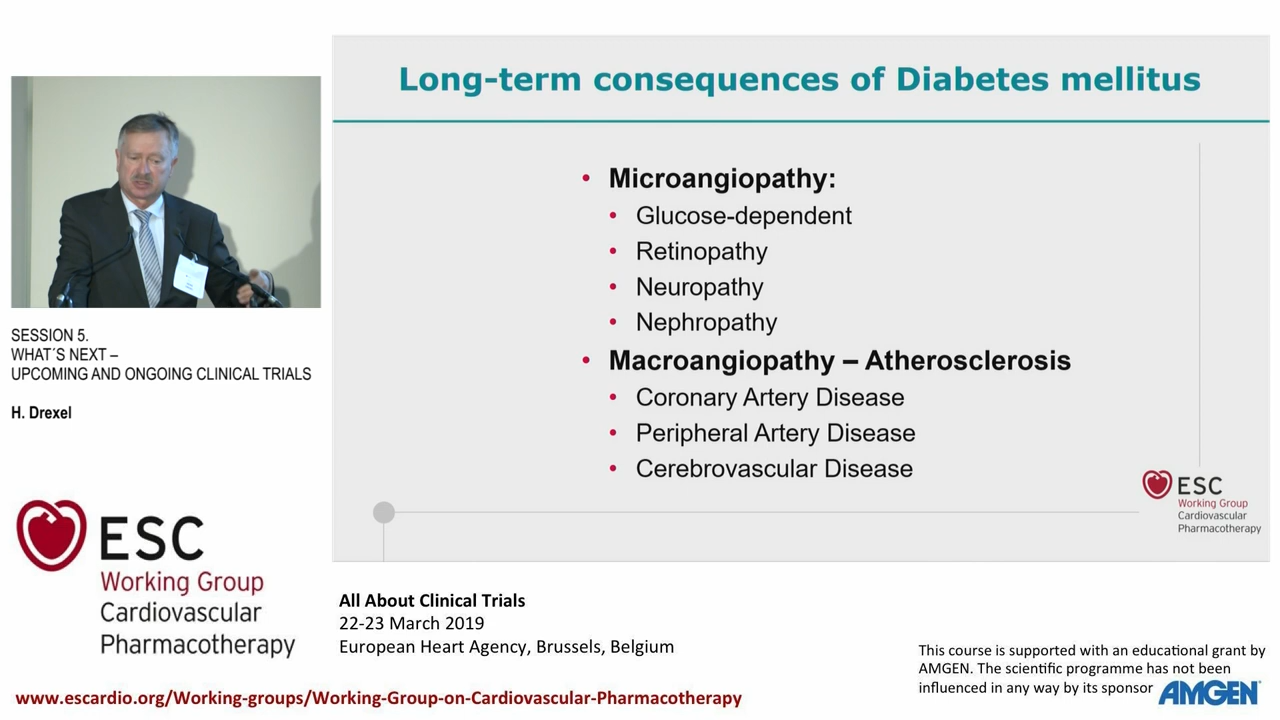 Long-term consequences of Diabetes mellitus
• Microangiopathy:
• Glucose-dependent
• Retinopathy
• Neuropathy
• Nephropathy
• Macroangiopathy – Atherosclerosis
• Coronary Artery Disease
• Peripheral Artery Disease
• Cerebrovascular Disease
ESC
Working Group
Cardiovascular
Pharmacotherapy
SESSION 5.
WHAT´S NEXT –
UPCOMING AND ONGOING CLINICAL TRIALS
H. Drexel
ESC
Working Group
Cardiovascular
Pharmacotherapy
All About Clinical Trials
22-23 March 2019
European Heart Agency, Brussels, Belgium
This course is supported with an educational grant by
AMGEN. The scientific programme has not been
influenced in any way by its sponsor AMGEN
www.escardio.org/Working-groups/Working-Group-on-Cardiovascular-Pharmacotherapy